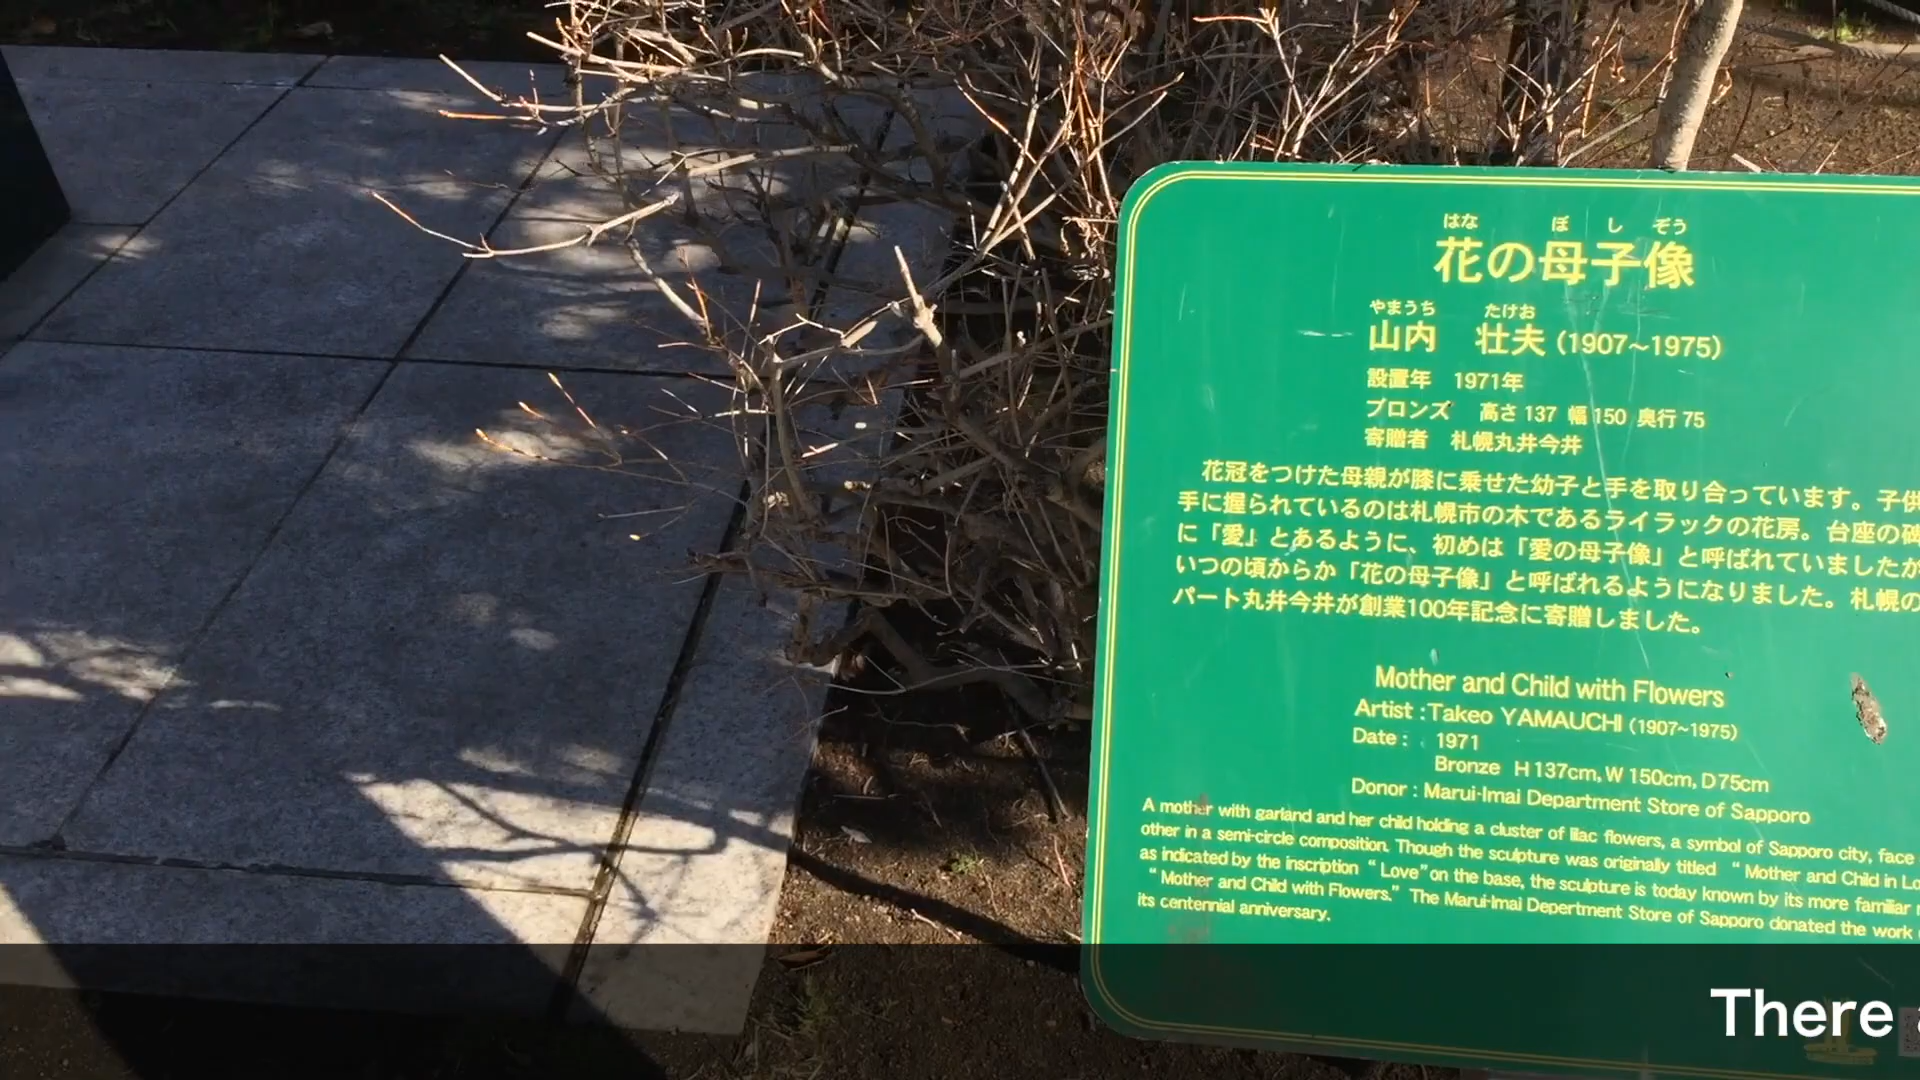 はな ぼ し ぞう
花の母子像
やまうち たけお
山内 壮夫 (1907~1975)
設置年 1971年
ブロンズ 高さ 137 幅 150 奥行 75
寄贈者 札幌丸井今井
花冠をつけた母親が膝に乗せた幼子と手を取り合っています。子供
手に握られているのは札幌市の木であるライラックの花房。台座の碑
に「愛」とあるように、初めは「愛の母子像」と呼ばれていましたが
いつの頃からか「花の母子像」と呼ばれるようになりました。札幌の
パート丸井今井が創業100年記念に寄贈しました。
Mother and Child with Flowers
Artist :Takeo YAMAUCHI (1907~1975)
Date : 1971
Bronze H 137cm, W 150cm, D 75cm
Donor : Marui-Imai Department Store of Sapporo
A mother with garland and her child holding a cluster of lilac flowers, a symbol of Sapporo city, face
other in a semi-circle composition. Though the sculpture was originally titled “Mother and Child in Lo
as indicated by the inscription “Love” on the base, the sculpture is today known by its more familiar
“Mother and Child with Flowers.” The Marui-Imai Depertment Store of Sapporo donated the work
its centennial anniversary.
There